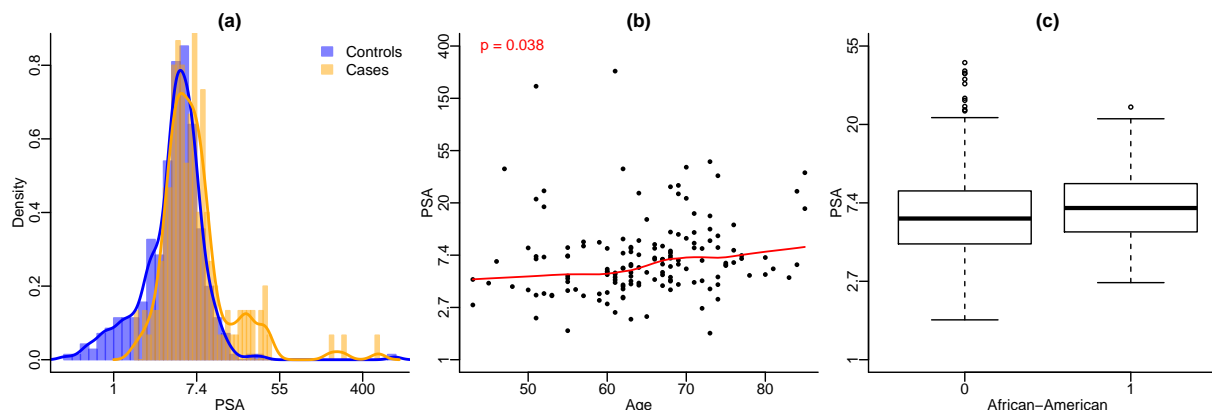 (a)
Controls
Cases
Density
0.0
0.2
0.4
0.6
0.8
1
7.4
55
400
PSA
(b)
p = 0.038
PSA
1
2.7
7.4
20
55
150
400
50
60
70
80
Age
(c)
PSA
1
2.7
7.4
20
55
0
1
African−American